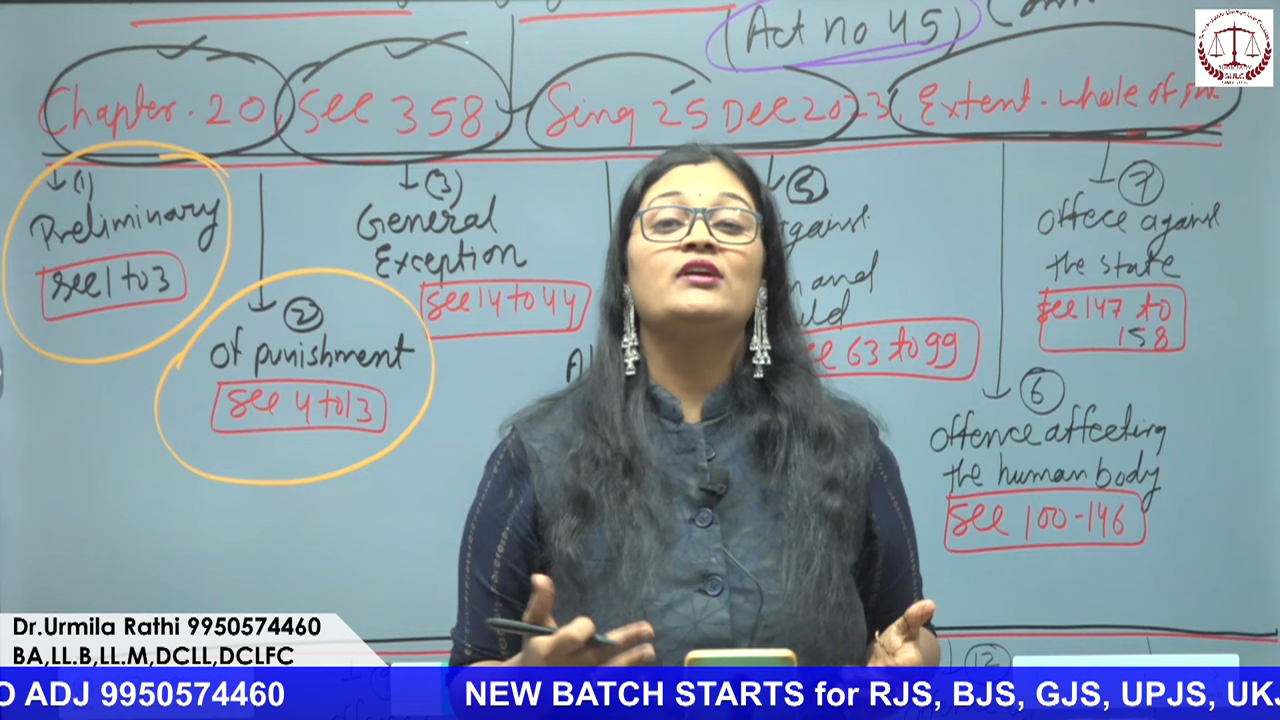 (Act no 45)
Chapter. 20, Sec 358, Sing 25 Dec 2023, Extent. whole of
(1)
Preliminary
Sec 1 to 3
(2)
Of punishment
Sec 4 to 13
(3)
General
Exception
Sec 14 to 44
(5)
against
and
63 to 99
(6)
Offence affecting
the human body
Sec 100-146
(7)
Offece against
the state
Sec 147 to
158
(12)
Dr.Urmila Rathi 9950574460
BA,LL.B,LL.M,DCLL,DCLFC
O ADJ 9950574460 NEW BATCH STARTS for RJS, BJS, GJS, UPJS, UKJ